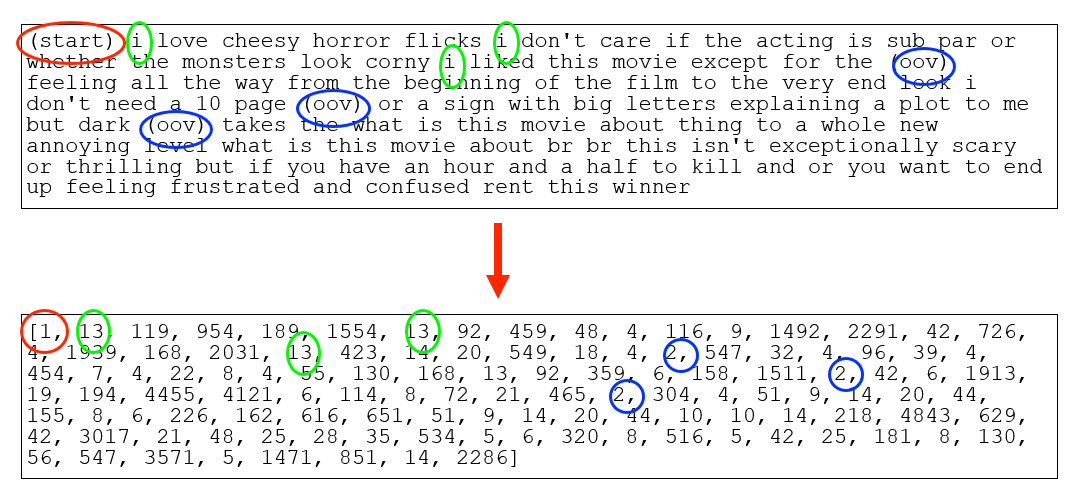 (start) i love cheesy horror flicks i don't care if the acting is sub par or
whether the monsters look corny i liked this movie except for the (oov)
feeling all the way from the beginning of the film to the very end look i
don't need a 10 page (oov) or a sign with big letters explaining a plot to me
but dark (oov) takes the what is this movie about thing to a whole new
annoying level what is this movie about br br this isn't exceptionally scary
or thrilling but if you have an hour and a half to kill and or you want to end
up feeling frustrated and confused rent this winner
[1, 13, 119, 954, 189, 1554, 13, 92, 459, 48, 4, 116, 9, 1492, 2291, 42, 726,
4, 1939, 168, 2031, 13, 423, 14, 20, 549, 18, 4, 2, 547, 32, 4, 96, 39, 4,
454, 7, 4, 22, 8, 4, 55, 130, 168, 13, 92, 359, 6, 158, 1511, 2, 42, 6, 1913,
19, 194, 4455, 4121, 6, 114, 8, 72, 21, 465, 2, 304, 4, 51, 9, 14, 20, 44,
155, 8, 6, 226, 162, 616, 651, 51, 9, 14, 20, 44, 10, 10, 14, 218, 4843, 629,
42, 3017, 21, 48, 25, 28, 35, 534, 5, 6, 320, 8, 516, 5, 42, 25, 181, 8, 130,
56, 547, 3571, 5, 1471, 851, 14, 2286]